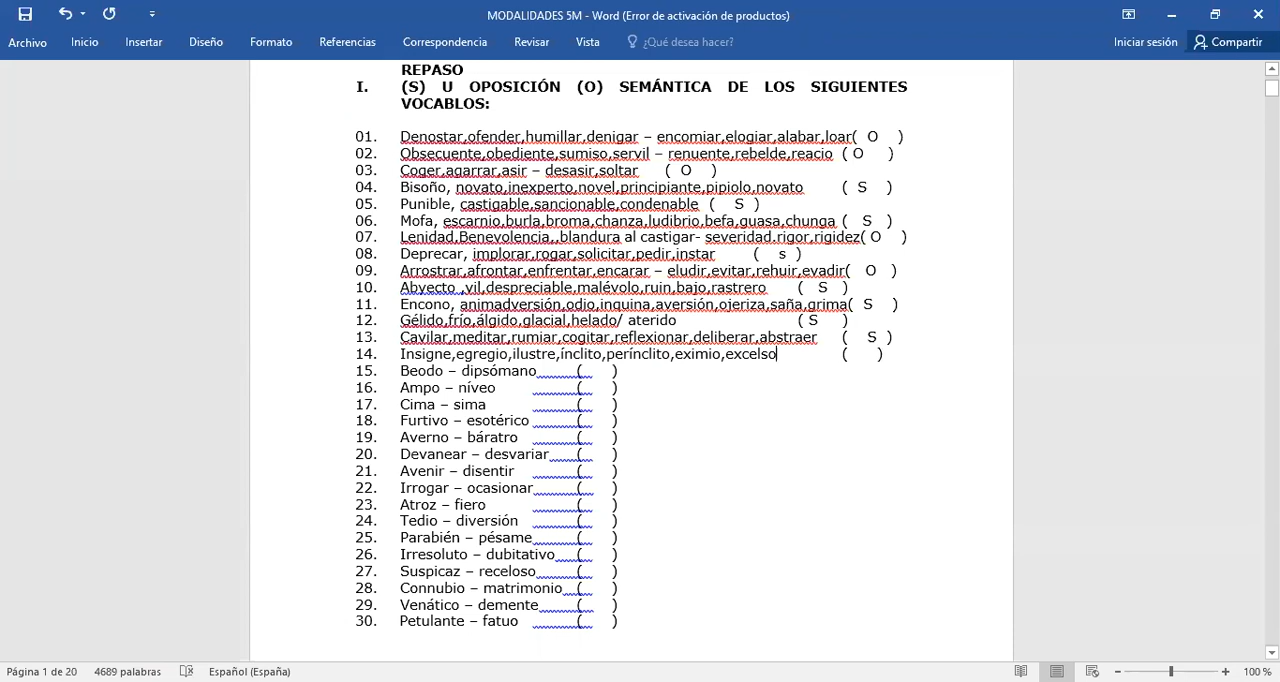 MODALIDADES 5M - Word (Error de activación de productos)
Archivo Inicio Insertar Diseño Formato Referencias Correspondencia Revisar Vista ¿Qué desea hacer? Iniciar sesión Compartir
REPASO
I. (S) U OPOSICIÓN (O) SEMÁNTICA DE LOS SIGUIENTES
VOCABLOS:
01. Denostar,ofender,humillar,denigar – encomiar,elogiar,alabar,loar( O )
02. Obsecuente,obediente,sumiso,servil – renuente,rebelde,reacio ( O )
03. Coger,agarrar,asir – desasir,soltar ( O )
04. Bisoño, novato,inexperto,novel,principiante,pipiolo,novato ( S )
05. Punible, castigable,sancionable,condenable ( S )
06. Mofa, escarnio,burla,broma,chanza,ludibrio,befa,guasa,chunga ( S )
07. Lenidad,Benevolencia,,blandura al castigar- severidad,rigor,rigidez( O )
08. Deprecar, implorar,rogar,solicitar,pedir,instar ( s )
09. Arrostrar,afrontar,enfrentar,encarar – eludir,evitar,rehuir,evadir( O )
10. Abyecto ,vil,despreciable,malévolo,ruin,bajo,rastrero ( S )
11. Encono, animadversión,odio,inquina,aversión,ojeriza,saña,grima( S )
12. Gélido,frío,álgido,glacial,helado/ aterido ( S )
13. Cavilar,meditar,rumiar,cogitar,reflexionar,deliberar,abstraer ( S )
14. Insigne,egregio,ilustre,ínclito,perínclito,eximio,excelso ( )
15. Beodo – dipsómano ( )
16. Ampo – níveo ( )
17. Cima – sima ( )
18. Furtivo – esotérico ( )
19. Averno – báratro ( )
20. Devanear – desvariar ( )
21. Avenir – disentir ( )
22. Irrogar – ocasionar ( )
23. Atroz – fiero ( )
24. Tedio – diversión ( )
25. Parabién – pésame ( )
26. Irresoluto – dubitativo ( )
27. Suspicaz – receloso ( )
28. Connubio – matrimonio ( )
29. Venático – demente ( )
30. Petulante – fatuo ( )
Página 1 de 20 4689 palabras Español (España) 100 %